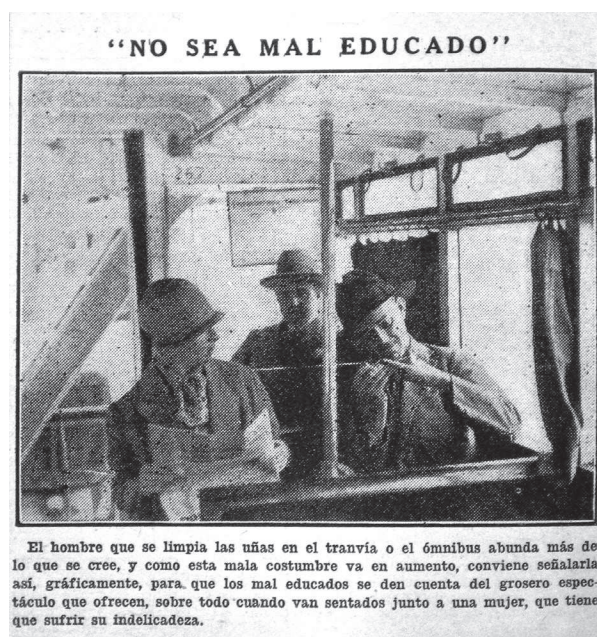 "NO SEA MAL EDUCADO"
267
El hombre que se limpia las uñas en el tranvía o el ómnibus abunda más de
lo que se cree, y como esta mala costumbre va en aumento, conviene señalarla
así, gráficamente, para que los mal educados se den cuenta del grosero espec-
táculo que ofrecen, sobre todo cuando van sentados junto a una mujer, que tiene
que sufrir su indelicadeza.